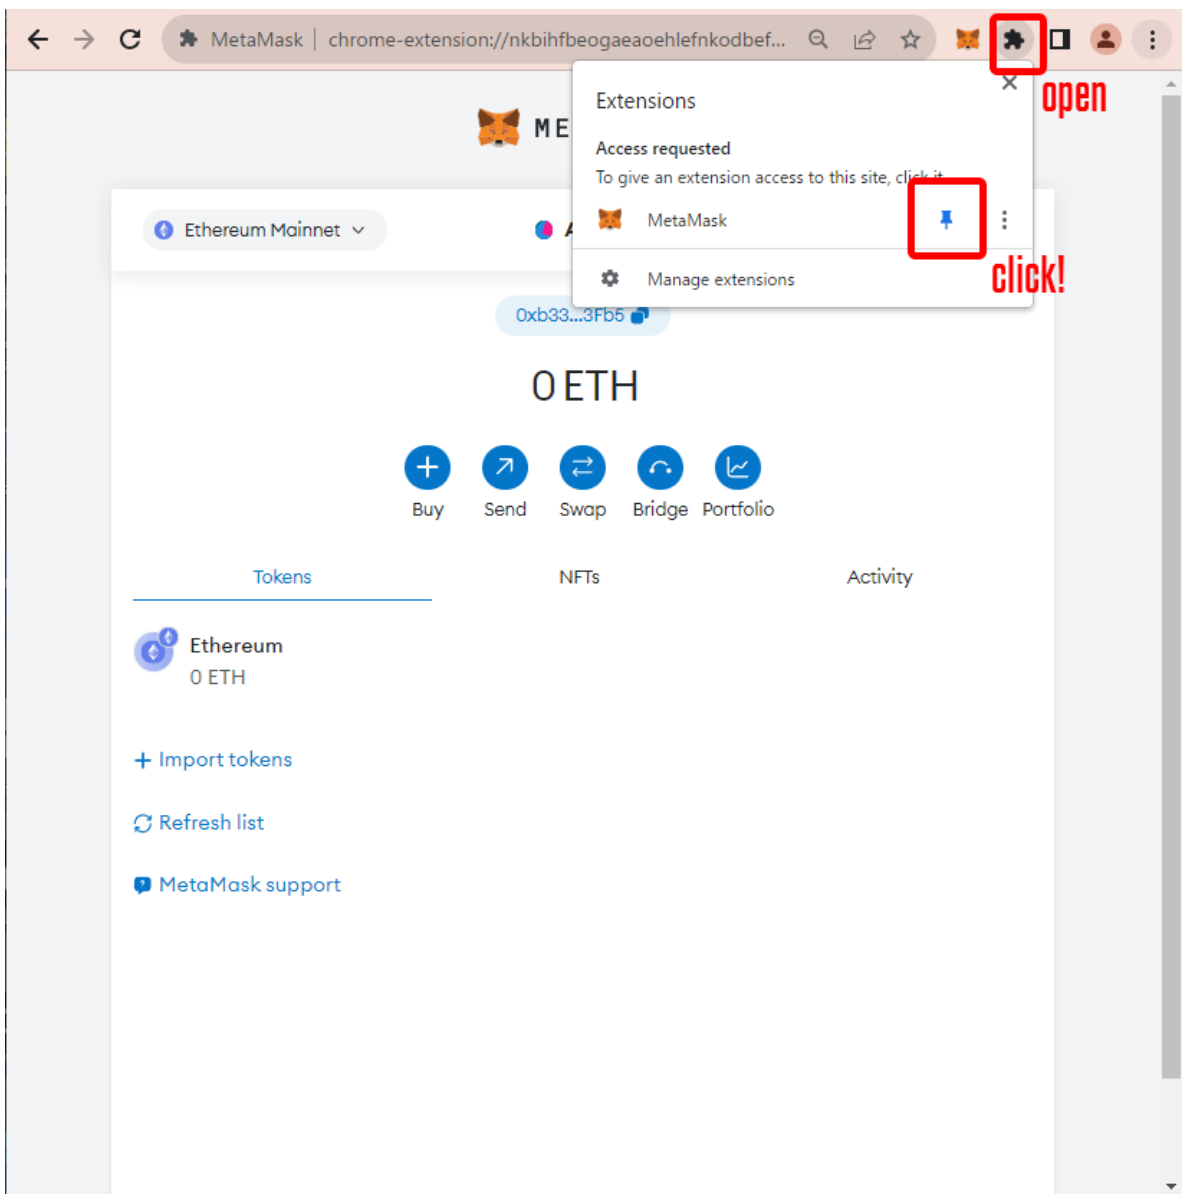 MetaMask | chrome-extension://nkbihfbeogaeaoehlefnkodbef...
open
Extensions
Access requested
To give an extension access to this site, click it.
MetaMask
click!
Manage extensions
Ethereum Mainnet
0xb33...3Fb5
0 ETH
Buy Send Swap Bridge Portfolio
Tokens NFTs Activity
Ethereum
0 ETH
+ Import tokens
Refresh list
MetaMask support